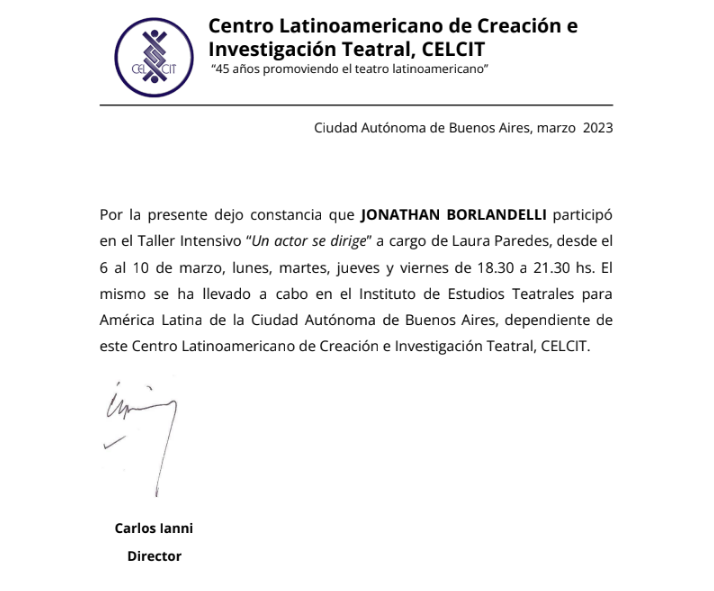 Centro Latinoamericano de Creación e
Investigación Teatral, CELCIT
CELCIT
“45 años promoviendo el teatro latinoamericano”
Ciudad Autónoma de Buenos Aires, marzo 2023
Por la presente dejo constancia que JONATHAN BORLANDELLI participó
en el Taller Intensivo “Un actor se dirige” a cargo de Laura Paredes, desde el
6 al 10 de marzo, lunes, martes, jueves y viernes de 18.30 a 21.30 hs. El
mismo se ha llevado a cabo en el Instituto de Estudios Teatrales para
América Latina de la Ciudad Autónoma de Buenos Aires, dependiente de
este Centro Latinoamericano de Creación e Investigación Teatral, CELCIT.
Carlos Ianni
Director